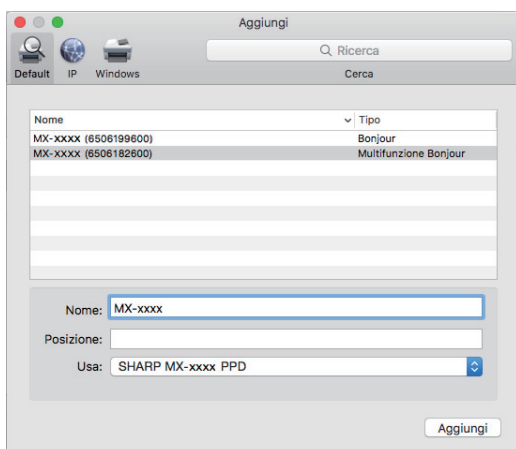 Aggiungi
Ricerca
Default IP Windows Cerca
Nome Tipo
MX-xxxx (6506199600) Bonjour
MX-xxxx (6506182600) Multifunzione Bonjour
Nome: MX-xxxx
Posizione:
Usa: SHARP MX-xxxx PPD
Aggiungi